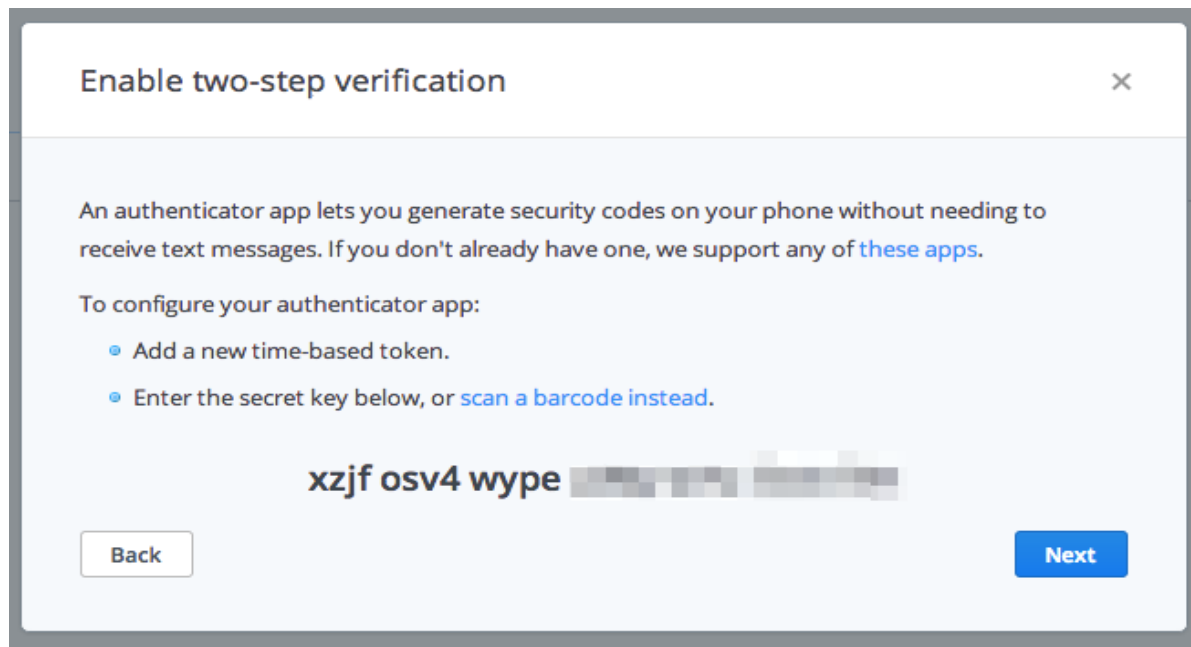 Enable two-step verification
An authenticator app lets you generate security codes on your phone without needing to
receive text messages. If you don't already have one, we support any of these apps.
To configure your authenticator app:
Add a new time-based token.
Enter the secret key below, or scan a barcode instead.
xzjf osv4 wype
Back Next